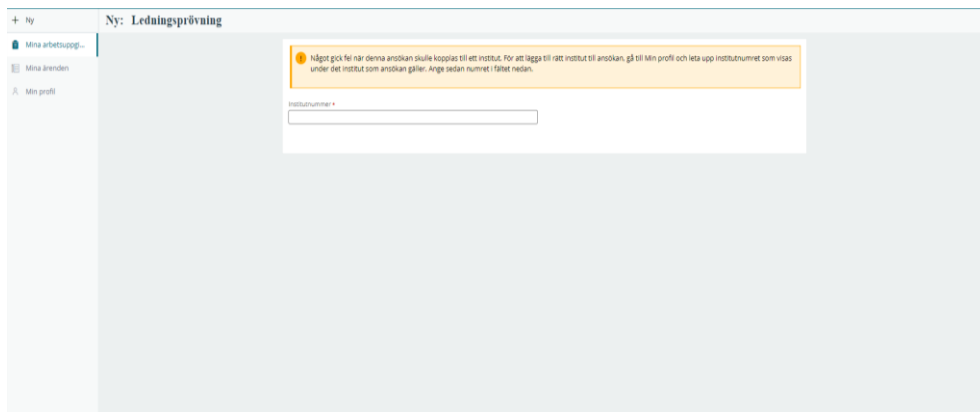 + Ny
Ny: Ledningsprövning
Mina arbetsuppgi...
Mina ärenden
Min profil
Något gick fel när denna ansökan skulle kopplas till ett institut. För att lägga till rätt institut till ansökan, gå till Min profil och leta upp institutnumret som visas
under det institut som ansökan gäller. Ange sedan numret i fältet nedan.
Institutnummer *